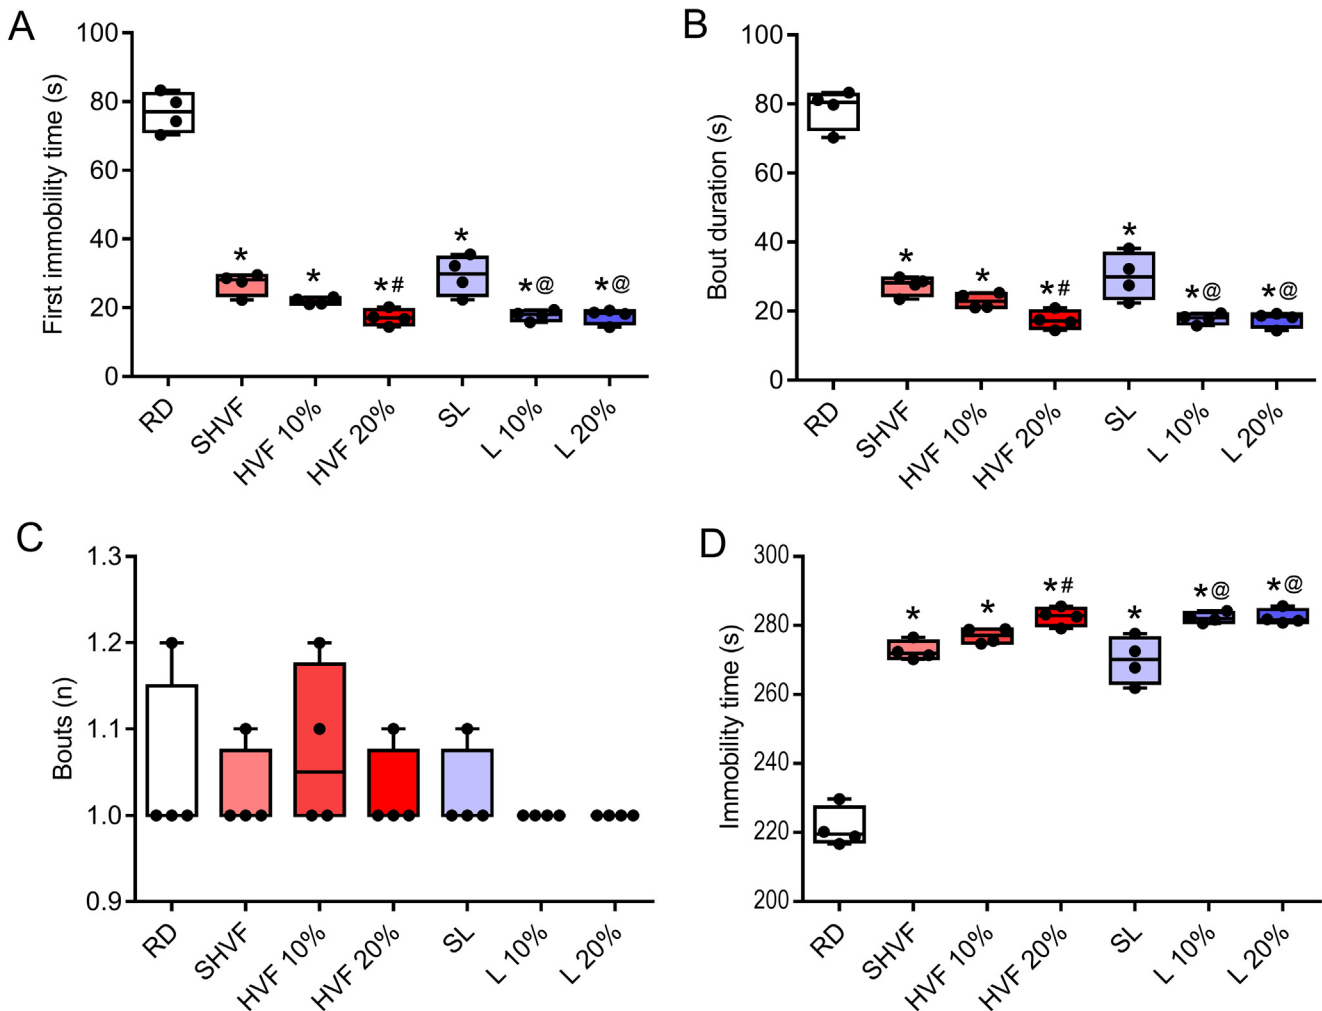 A
First immobility time (s)
100
80
60
40
20
0
*
*
*#
*
*@
*@
RD
SHVF
HVF 10%
HVF 20%
SL
L 10%
L 20%
B
Bout duration (s)
100
80
60
40
20
0
*
*
*#
*
*@
*@
RD
SHVF
HVF 10%
HVF 20%
SL
L 10%
L 20%
C
Bouts (n)
1.3
1.2
1.1
1.0
0.9
RD
SHVF
HVF 10%
HVF 20%
SL
L 10%
L 20%
D
Immobility time (s)
300
280
260
240
220
200
*
*
*#
*
*@
*@
RD
SHVF
HVF 10%
HVF 20%
SL
L 10%
L 20%